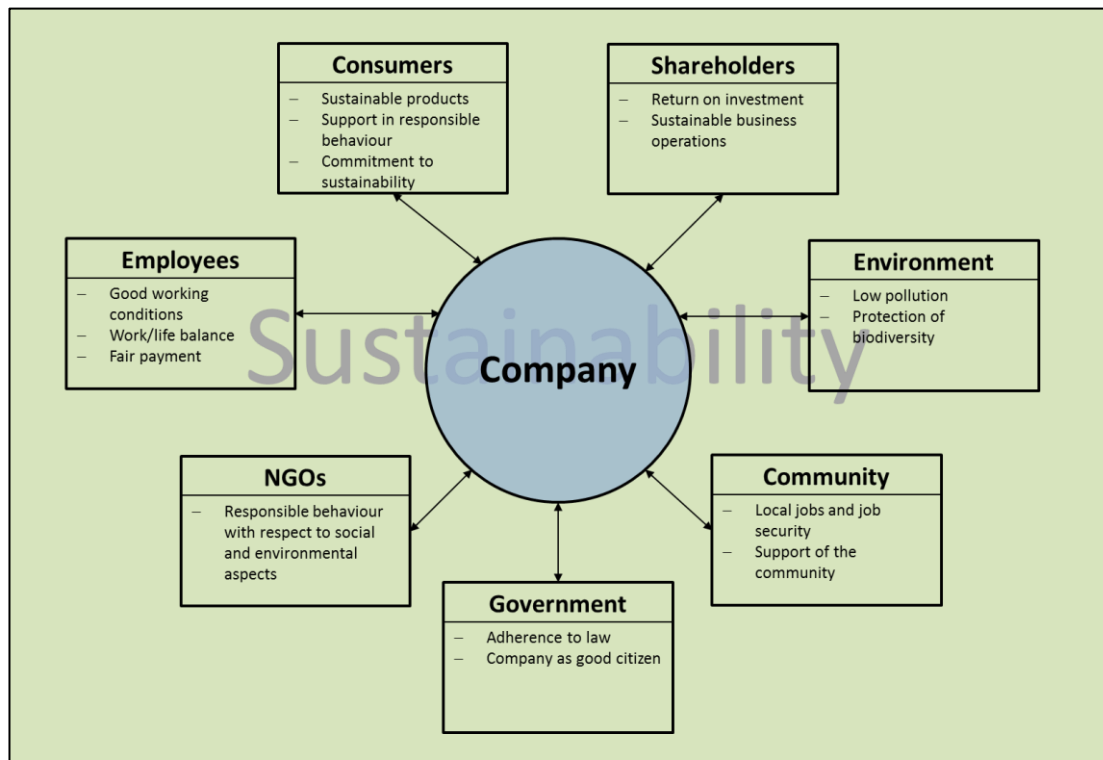 Consumers
– Sustainable products
– Support in responsible
behaviour
– Commitment to
sustainability
Shareholders
– Return on investment
– Sustainable business
operations
Employees
– Good working
conditions
– Work/life balance
– Fair payment
Environment
– Low pollution
– Protection of
biodiversity
Sustainability
Company
NGOs
– Responsible behaviour
with respect to social
and environmental
aspects
Community
– Local jobs and job
security
– Support of the
community
Government
– Adherence to law
– Company as good citizen